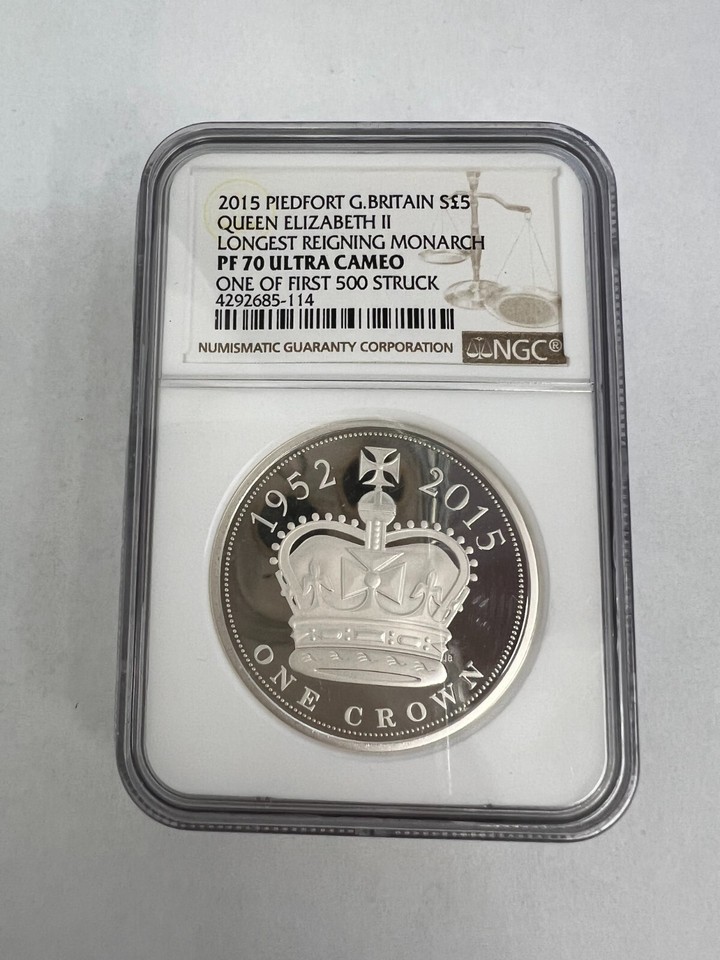 2015 PIEDFORT G.BRITAIN S£5
QUEEN ELIZABETH II
LONGEST REIGNING MONARCH
PF 70 ULTRA CAMEO
ONE OF FIRST 500 STRUCK
4292685-114
NUMISMATIC GUARANTY CORPORATION NGC®
1952 2015
JB
ONE CROWN